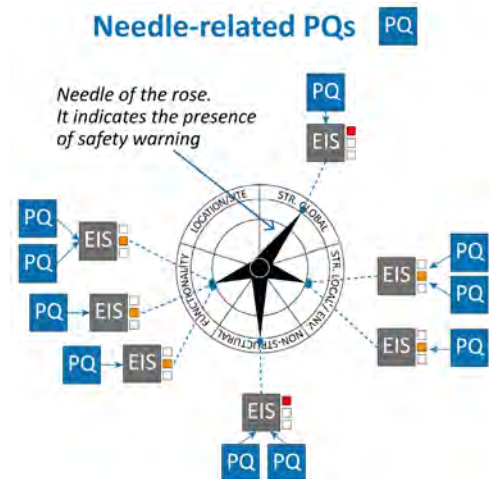 Needle-related PQs PQ
Needle of the rose.
It indicates the presence
of safety warning
PQ
EIS
LOCATION/SITE
STR. GLOBAL
STR. LOCAL/ ENV.
NON-STRUCTURAL
FUNCTIONALITY
PQ
PQ
EIS
PQ
EIS
PQ
EIS
EIS
PQ
PQ
EIS
PQ
EIS
PQ PQ